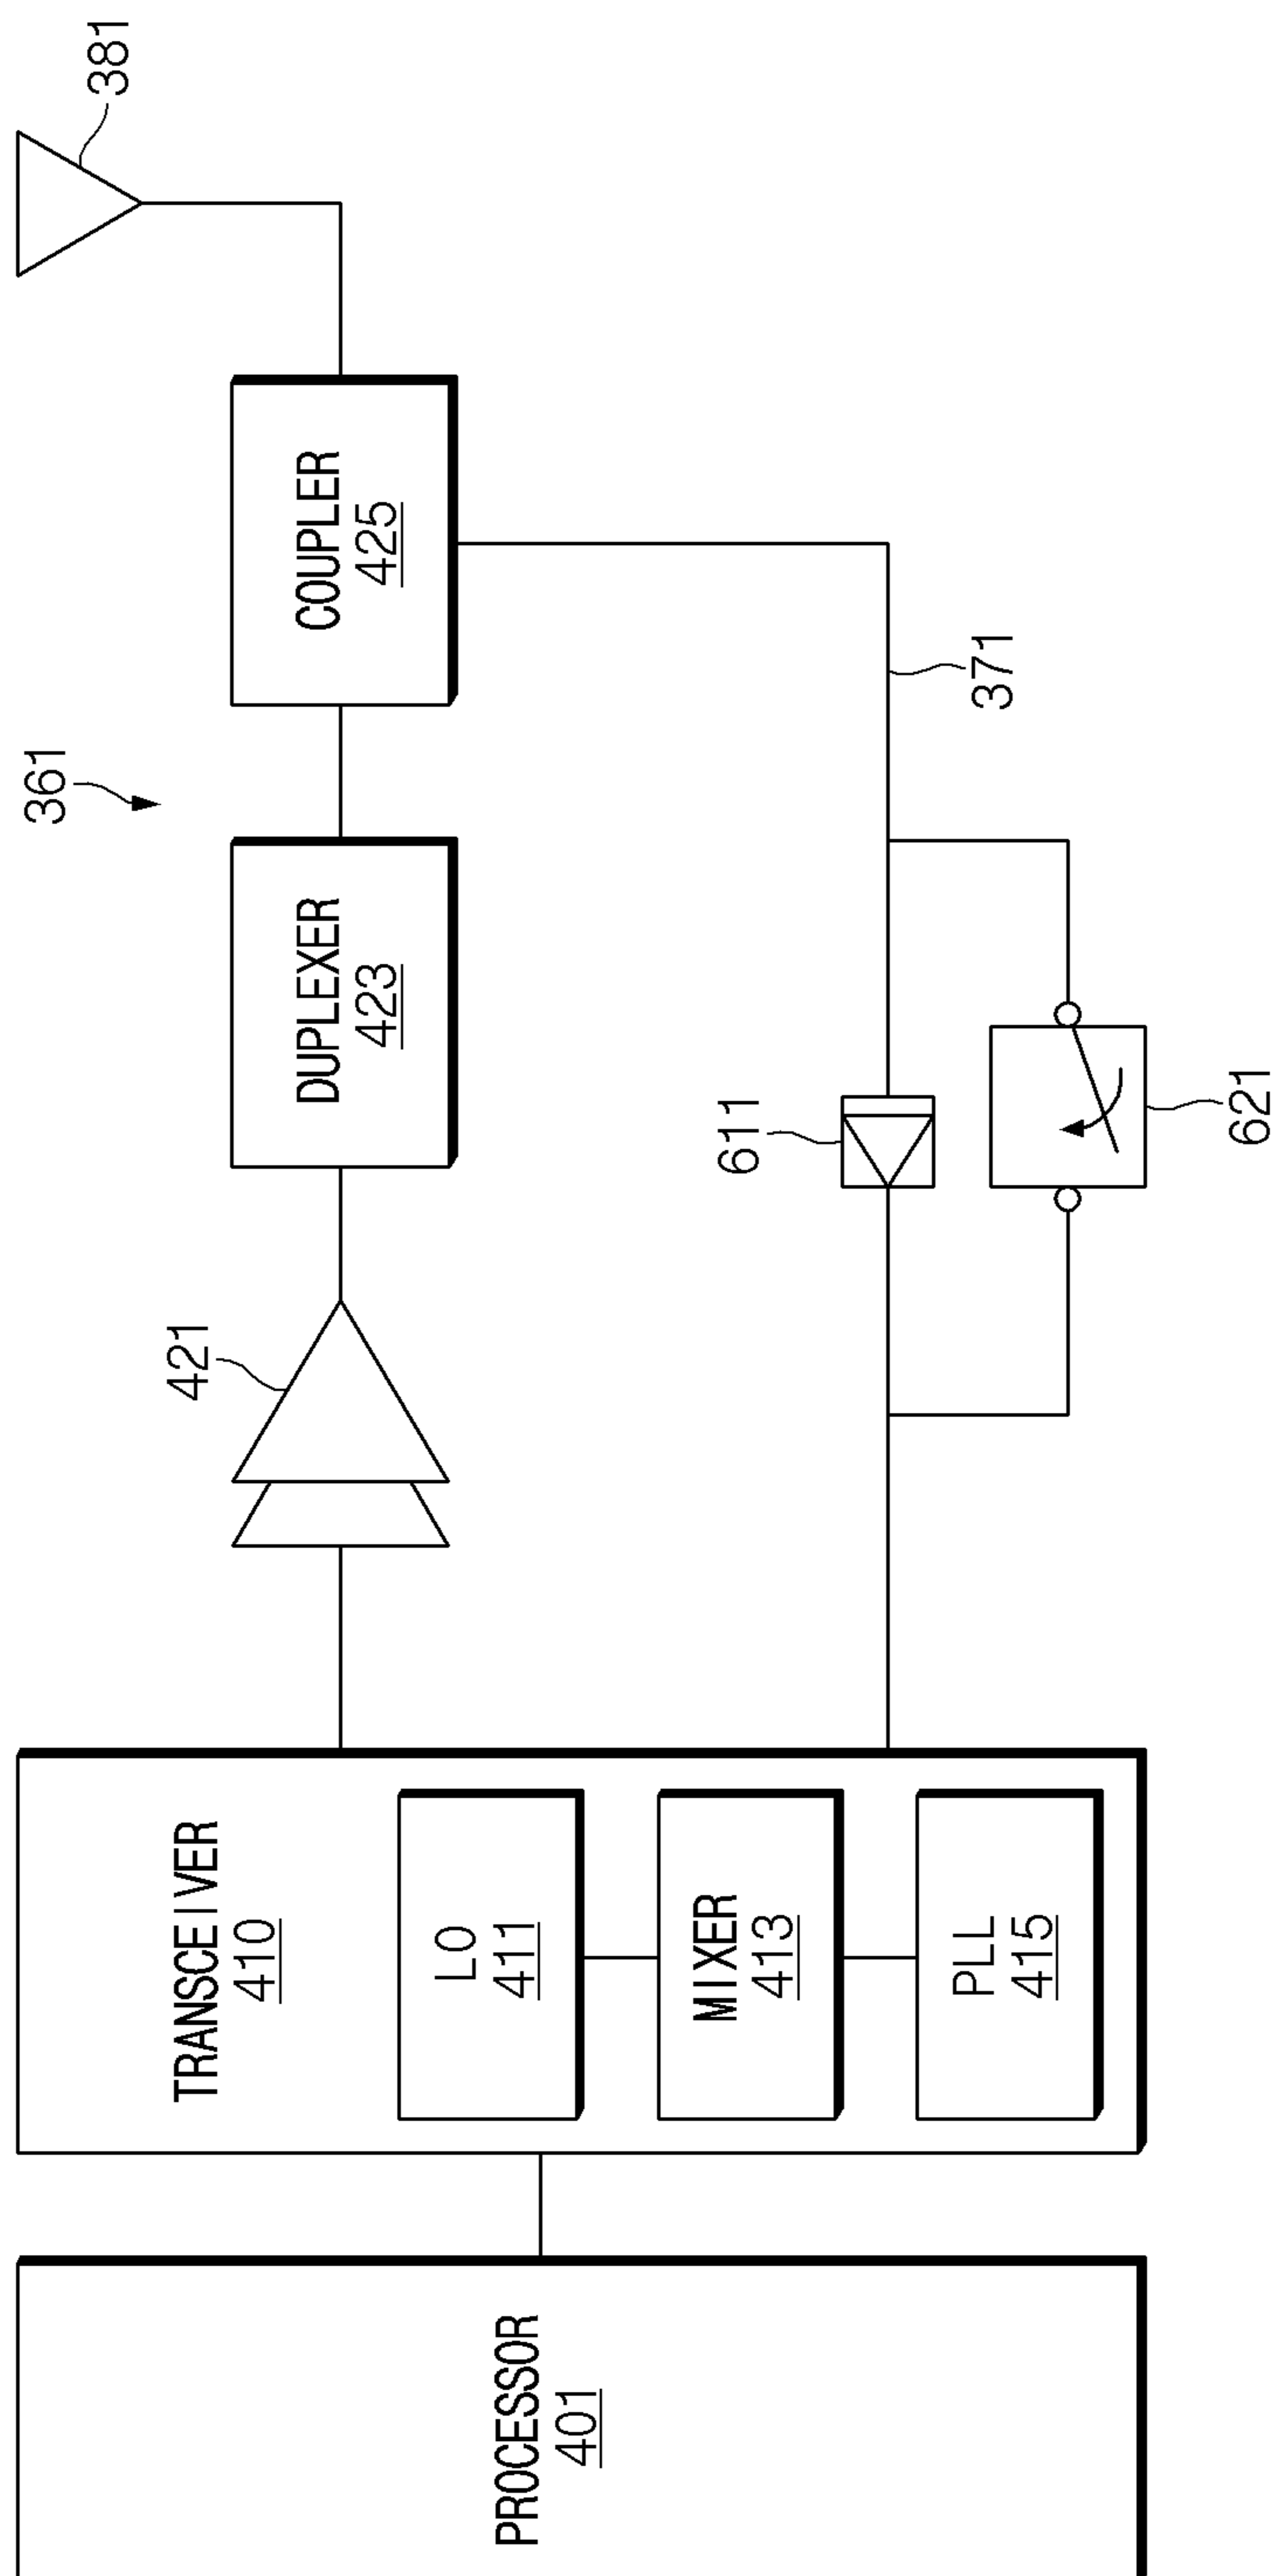 PROCESSOR
401
TRANSCEIVER
410
LO
411
MIXER
413
PLL
415
421
361
DUPLEXER
423
COUPLER
425
381
611
371
621